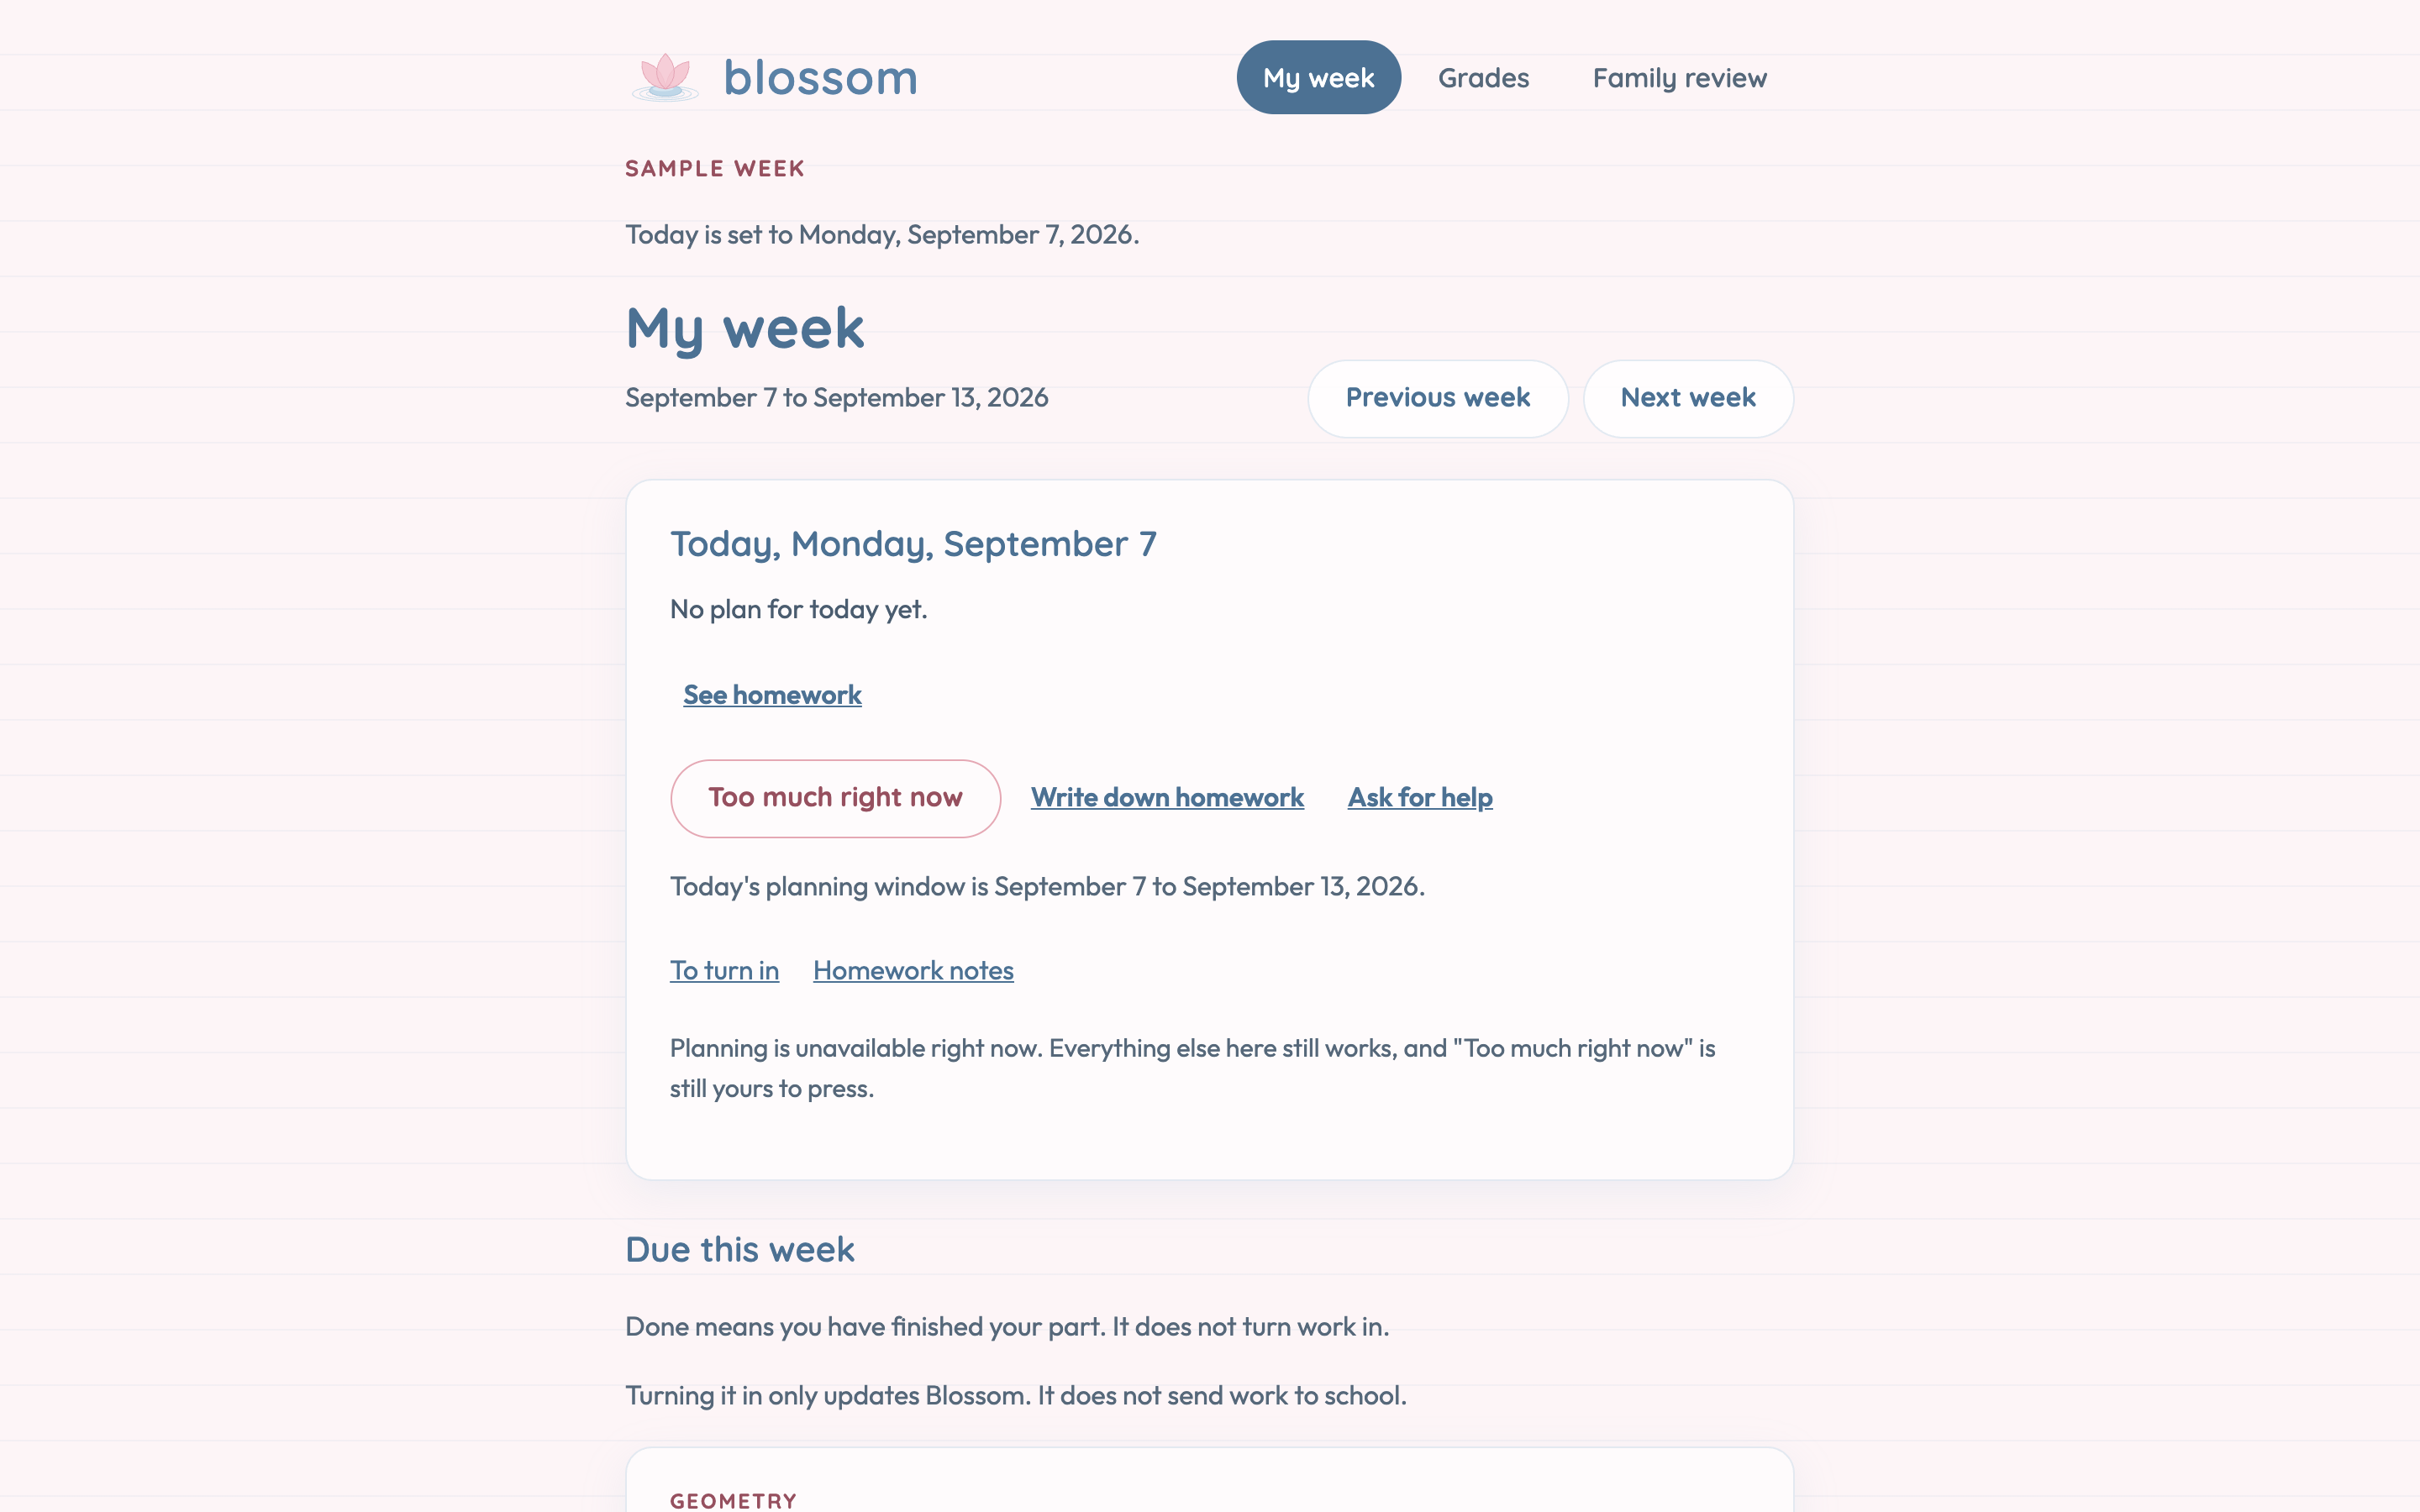 blossom
My week
Grades
Family review
SAMPLE WEEK
Today is set to Monday, September 7, 2026.
My week
September 7 to September 13, 2026
Previous week
Next week
Today, Monday, September 7
No plan for today yet.
See homework
Too much right now
Write down homework
Ask for help
Today's planning window is September 7 to September 13, 2026.
To turn in
Homework notes
Planning is unavailable right now. Everything else here still works, and "Too much right now" is
still yours to press.
Due this week
Done means you have finished your part. It does not turn work in.
Turning it in only updates Blossom. It does not send work to school.
GEOMETRY